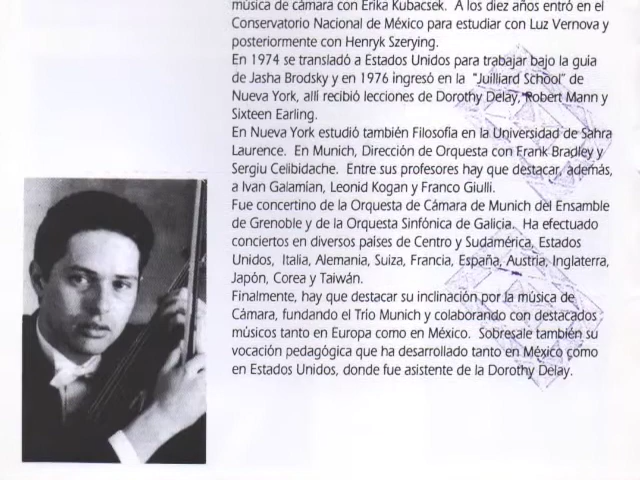 música de cámara con Erika Kubacsek. A los diez años entró en el
Conservatorio Nacional de México para estudiar con Luz Vernova y
posteriormente con Henryk Szerying.
En 1974 se transladó a Estados Unidos para trabajar bajo la guia
de Jasha Brodsky y en 1976 ingresó en la "Juilliard School" de
Nueva York, allí recibió lecciones de Dorothy Delay, Robert Mann y
Sixteen Earling.
En Nueva York estudió también Filosofía en la Universidad de Sahra
Laurence. En Munich, Dirección de Orquesta con Frank Bradley y
Sergiu Celibidache. Entre sus profesores hay que destacar, además,
a Ivan Galamian, Leonid Kogan y Franco Giulli.
Fue concertino de la Orquesta de Cámara de Munich del Ensamble
de Grenoble y de la Orquesta Sinfónica de Galicia. Ha efectuado
conciertos en diversos países de Centro y Sudamérica, Estados
Unidos, Italia, Alemania, Suiza, Francia, España, Austria, Inglaterra,
Japón, Corea y Taiwán.
Finalmente, hay que destacar su inclinación por la música de
Cámara, fundando el Trío Munich y colaborando con destacados
músicos tanto en Europa como en México. Sobresale también su
vocación pedagógica que ha desarrollado tanto en México como
en Estados Unidos, donde fue asistente de la Dorothy Delay.